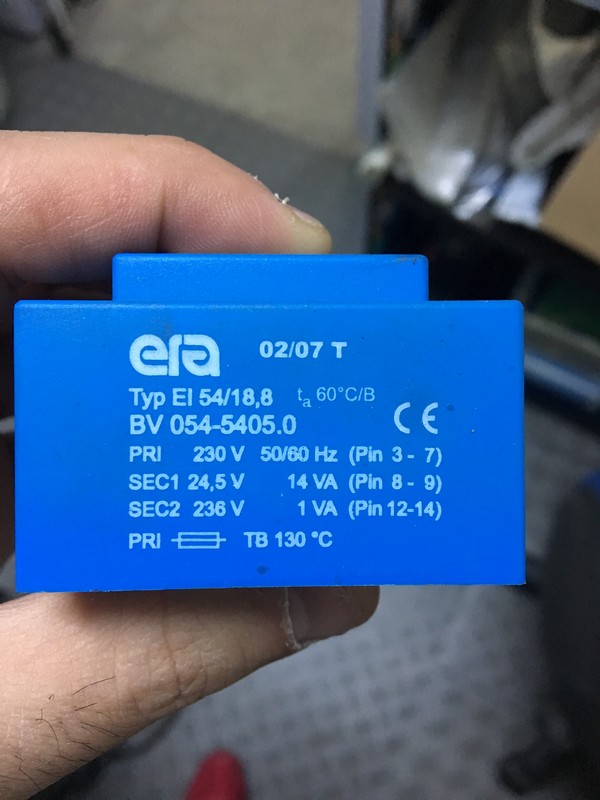 era 02/07 T
Typ EI 54/18,8 ta 60°C/B
BV 054-5405.0 CE
PRI 230 V 50/60 Hz (Pin 3 - 7)
SEC1 24,5 V 14 VA (Pin 8 - 9)
SEC2 236 V 1 VA (Pin 12-14)
PRI TB 130 °C